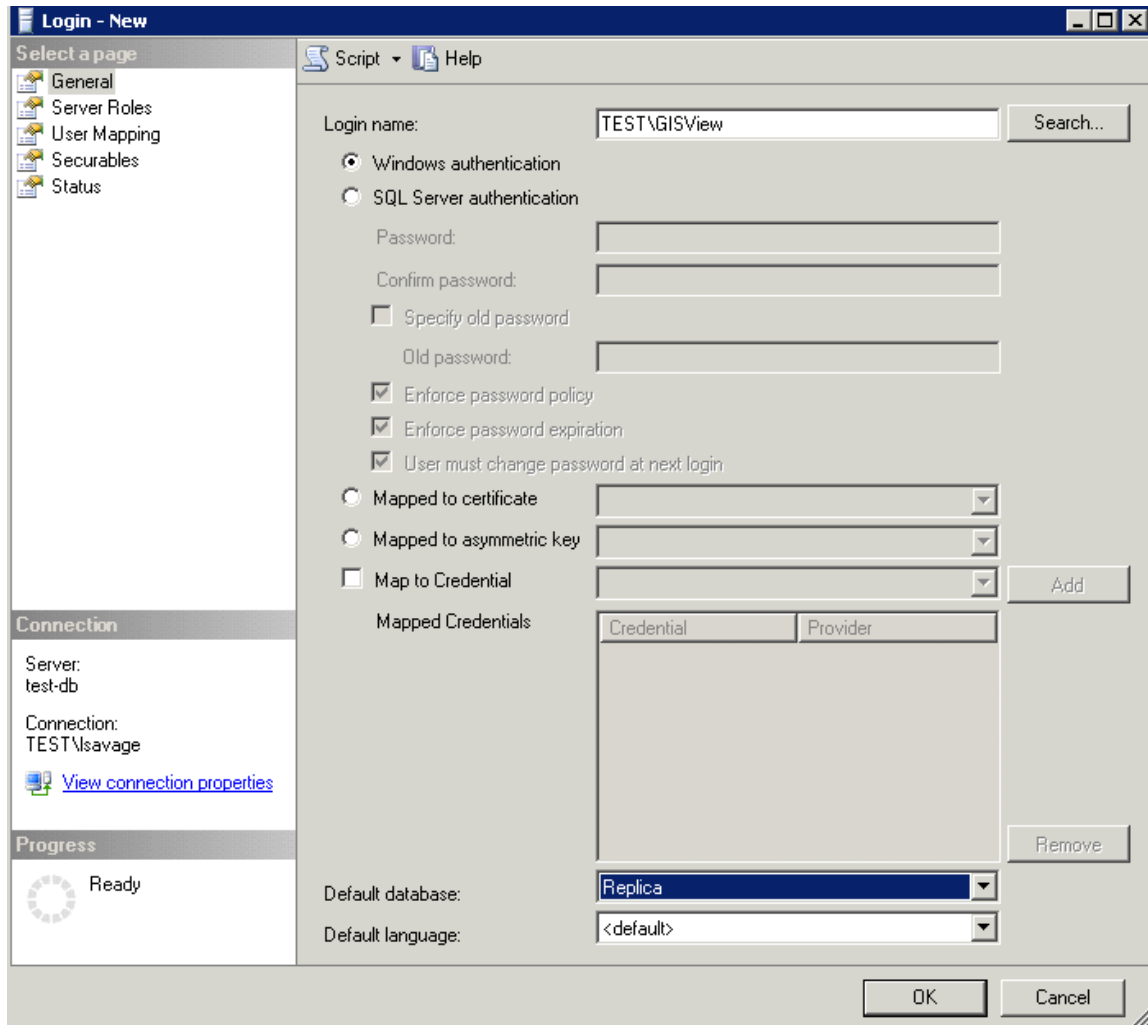 Login - New
Select a page
General
Server Roles
User Mapping
Securables
Status
Connection
Server:
test-db
Connection:
TEST\lsavage
View connection properties
Progress
Ready
Script
Help
Login name:
TEST\GISView
Search...
Windows authentication
SQL Server authentication
Password:
Confirm password:
Specify old password
Old password:
Enforce password policy
Enforce password expiration
User must change password at next login
Mapped to certificate
Mapped to asymmetric key
Map to Credential
Add
Mapped Credentials
Credential
Provider
Remove
Default database:
Replica
Default language:
<default>
OK
Cancel